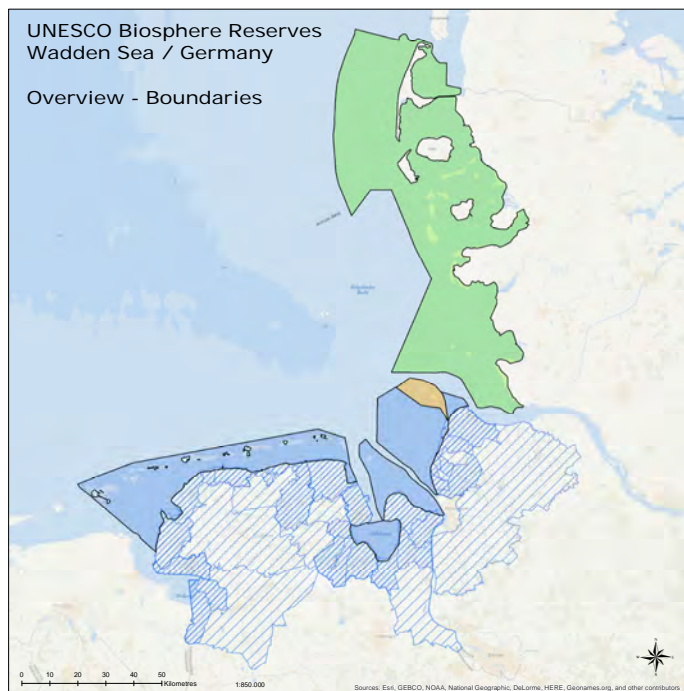 UNESCO Biosphere Reserves
Wadden Sea / Germany
Overview - Boundaries
0 10 20 30 40 50
Kilometres
1:850.000
Sources: Esri, GEBCO, NOAA, National Geographic, DeLorme, HERE, Geonames.org, and other contributors